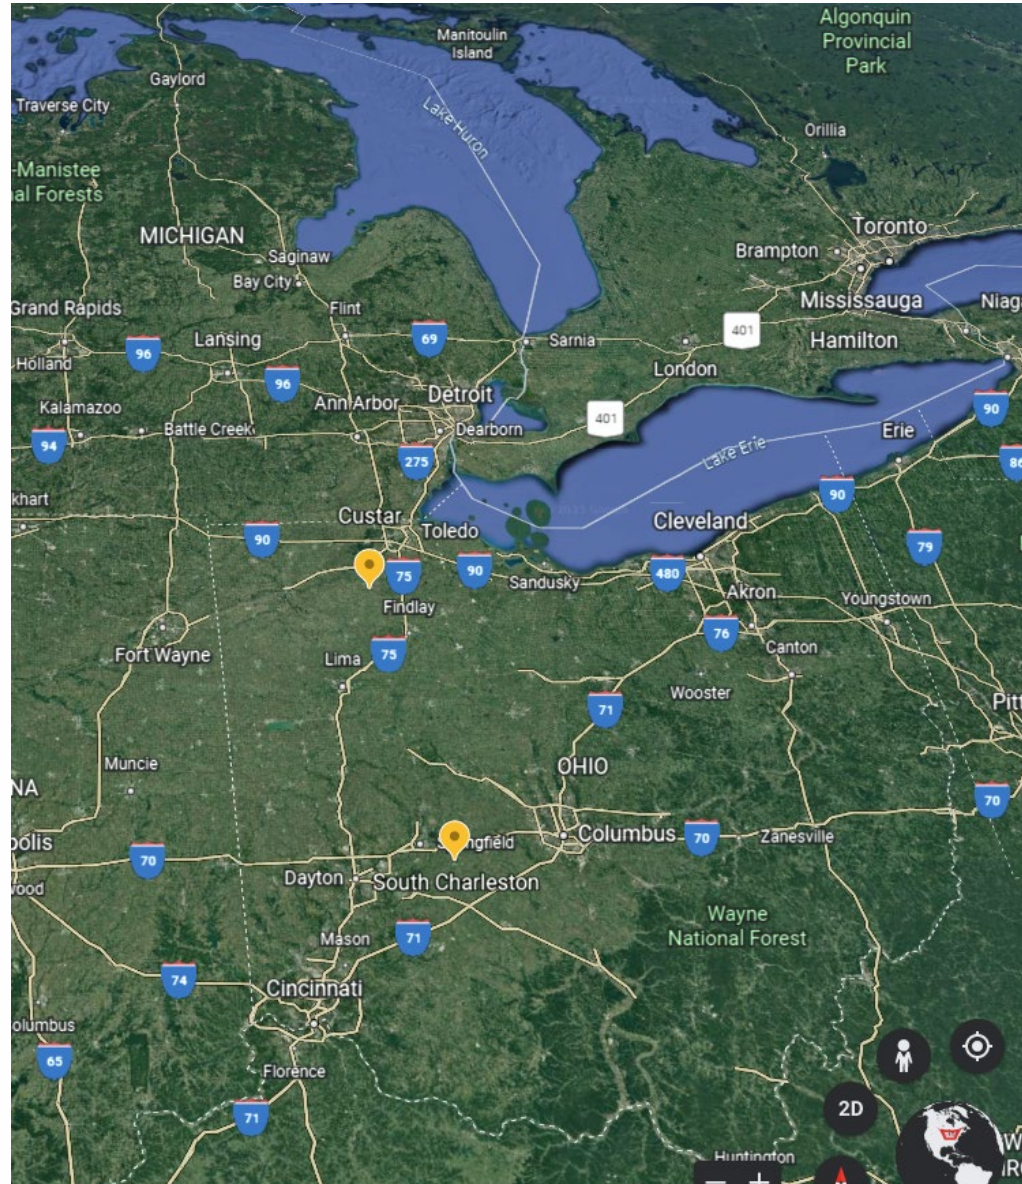 Manitoulin
Island
Algonquin
Provincial
Park
Gaylord
Traverse City
Lake Huron
Orillia
-Manistee
al Forests
Toronto
MICHIGAN
Brampton
Saginaw
Bay City
Mississauga
Niag
Grand Rapids
Flint
401
69
Lansing
Sarnia
Hamilton
96
Holland
London
96
Detroit
Ann Arbor
Kalamazoo
401
90
Battle Creek
Dearborn
Erie
94
275
Lake Erie
86
khart
90
Custar
Cleveland
Toledo
90
79
90
75
480
Sandusky
Akron
Youngstown
Findlay
76
Fort Wayne
75
Canton
Lima
Wooster
71
Pitt
Muncie
OHIO
NA
70
Columbus
70
Zanesville
olis
ngfield
70
Dayton
South Charleston
wood
Wayne
National Forest
71
Mason
74
Cincinnati
olumbus
65
Florence
2D
71
W
Huntington